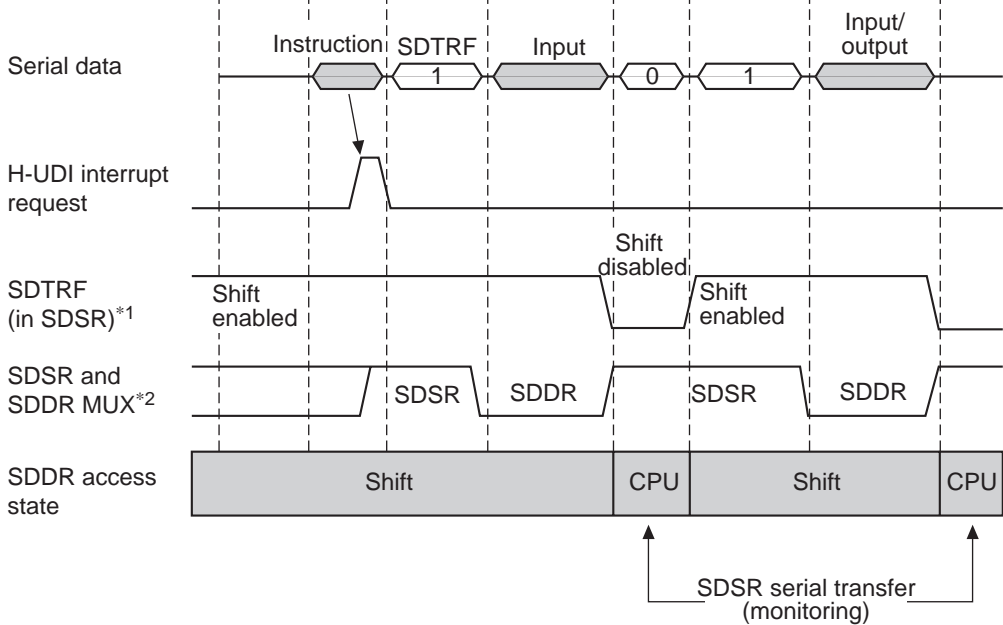 Serial data
Instruction
SDTRF
Input
Input/
output
1
0
1
H-UDI interrupt
request
SDTRF
(in SDSR)*1
Shift
enabled
Shift
disabled
Shift
enabled
SDSR and
SDDR MUX*2
SDSR
SDDR
SDSR
SDDR
SDDR access
state
Shift
CPU
Shift
CPU
SDSR serial transfer
(monitoring)